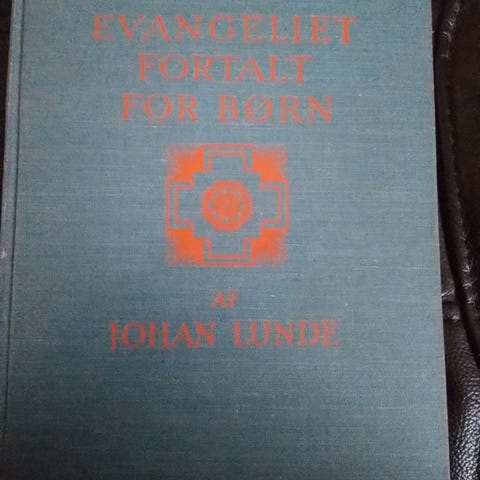 EVANGELIET
FORTALT
FOR BØRN
AF
JOHAN LUNDE